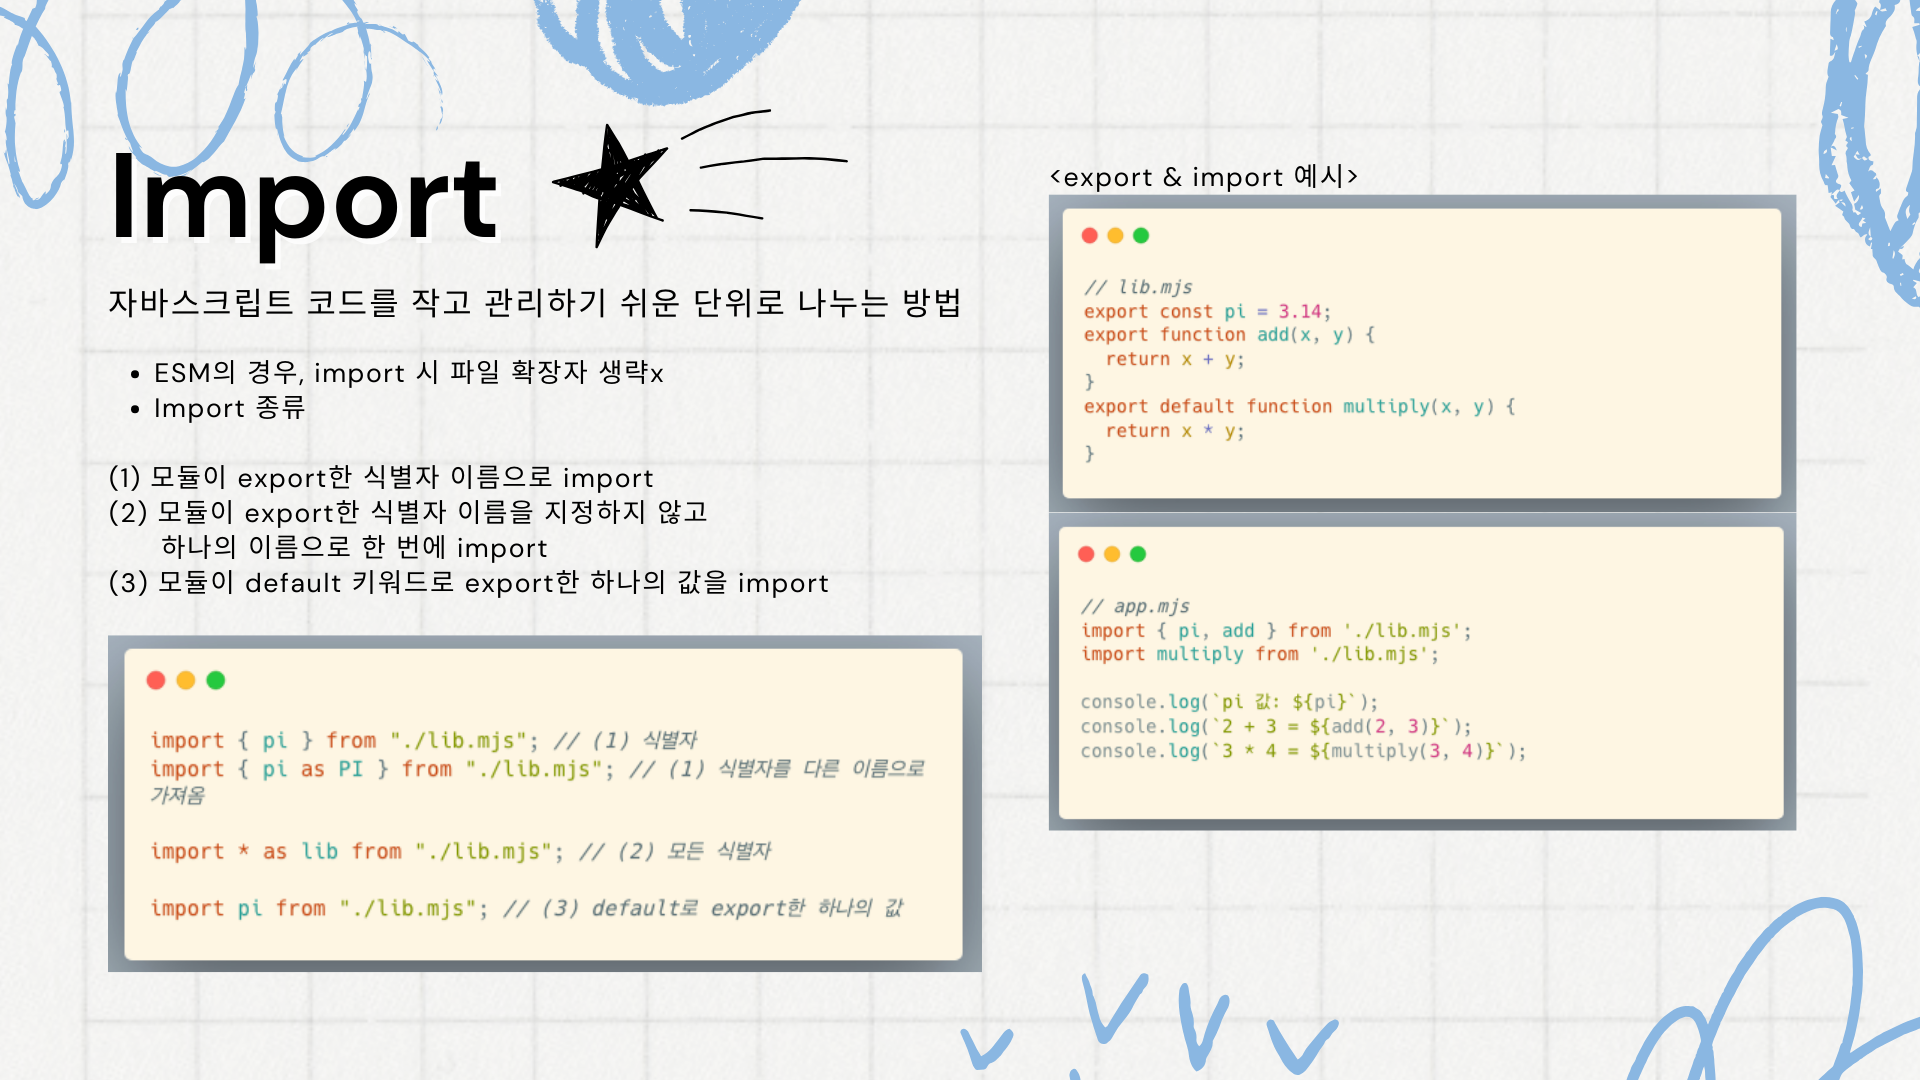 Import
자바스크립트 코드를 작고 관리하기 쉬운 단위로 나누는 방법
• ESM의 경우, import 시 파일 확장자 생략x
• Import 종류
(1) 모듈이 export한 식별자 이름으로 import
(2) 모듈이 export한 식별자 이름을 지정하지 않고
하나의 이름으로 한 번에 import
(3) 모듈이 default 키워드로 export한 하나의 값을 import
import { pi } from "./lib.mjs"; // (1) 식별자
import { pi as PI } from "./lib.mjs"; // (1) 식별자를 다른 이름으로
가져옴
import * as lib from "./lib.mjs"; // (2) 모든 식별자
import pi from "./lib.mjs"; // (3) default로 export한 하나의 값
<export & import 예시>
// lib.mjs
export const pi = 3.14;
export function add(x, y) {
  return x + y;
}
export default function multiply(x, y) {
  return x * y;
}
// app.mjs
import { pi, add } from './lib.mjs';
import multiply from './lib.mjs';
console.log(`pi 값: ${pi}`);
console.log(`2 + 3 = ${add(2, 3)}`);
console.log(`3 * 4 = ${multiply(3, 4)}`);